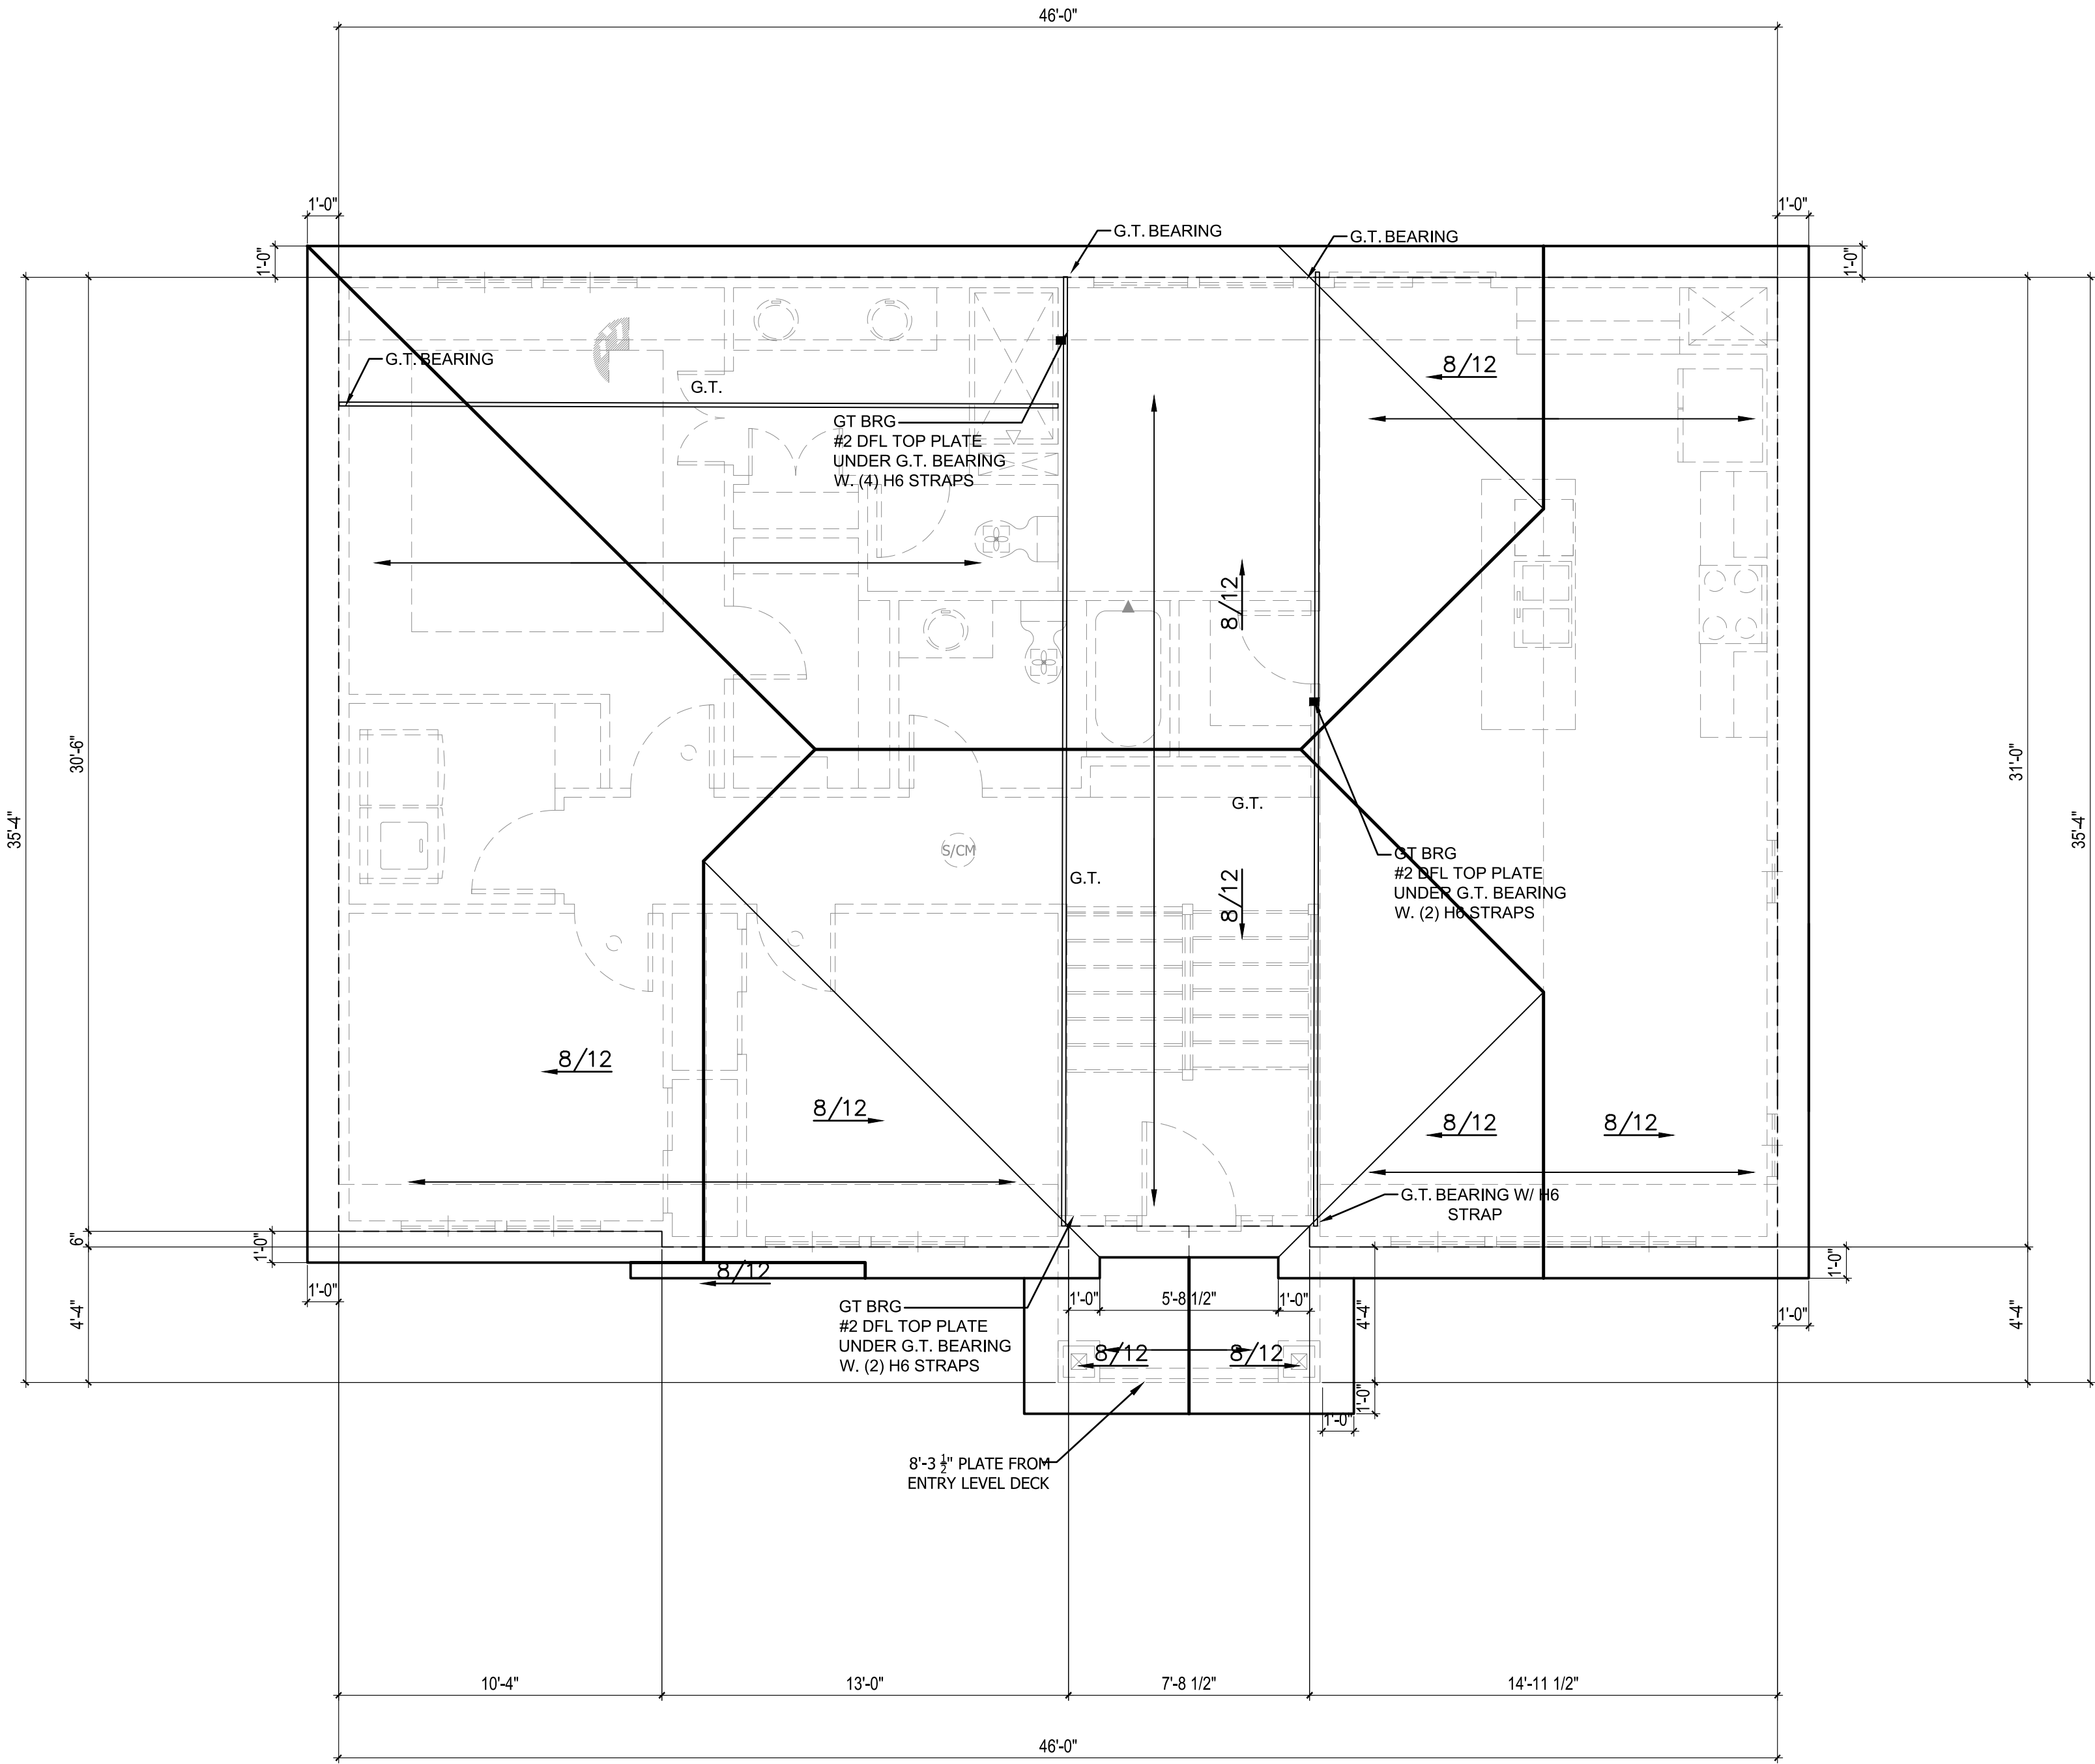 46'-0"
1'-0"
1'-0"
G.T. BEARING
G.T. BEARING
1'-0"
1'-0"
G.T. BEARING
G.T.
8/12
GT BRG
#2 DFL TOP PLATE
UNDER G.T. BEARING
W. (4) H6 STRAPS
8/12
30'-6"
31'-0"
35'-4"
35'-4"
G.T.
S/CM
GT BRG
#2 DFL TOP PLATE
UNDER G.T. BEARING
W. (2) H6 STRAPS
G.T.
8/12
8/12
8/12
8/12
8/12
G.T. BEARING W/ H6
STRAP
6"
1'-0"
1'-0"
8/12
1'-0"
4'-4"
GT BRG
#2 DFL TOP PLATE
UNDER G.T. BEARING
W. (2) H6 STRAPS
1'-0"
5'-8 1/2"
1'-0"
4'-4"
1'-0"
4'-4"
8/12
8/12
1'-0"
1'-0"
8'-3 1/2" PLATE FROM
ENTRY LEVEL DECK
10'-4"
13'-0"
7'-8 1/2"
14'-11 1/2"
46'-0"